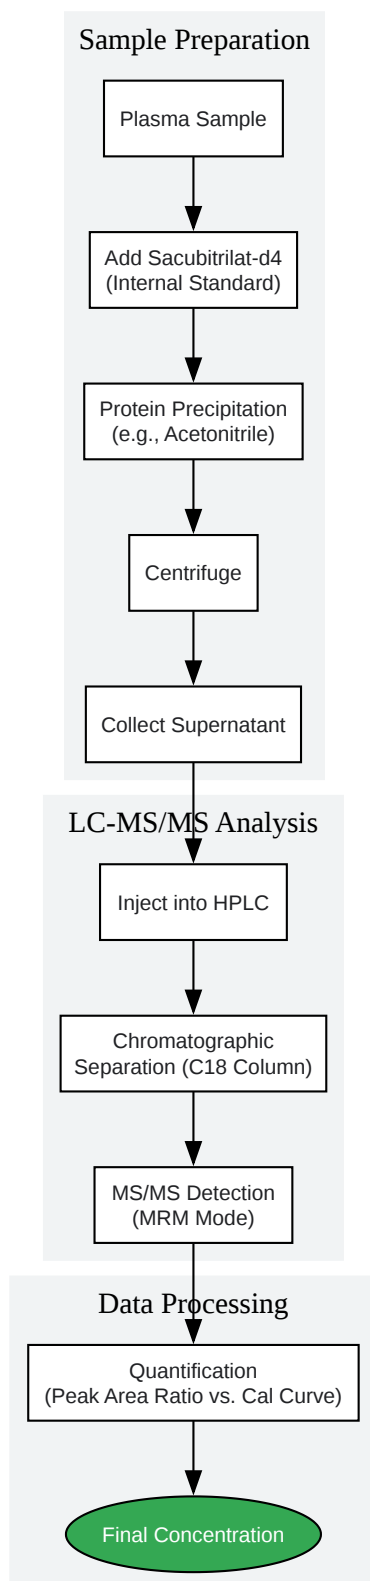 Sample Preparation
Plasma Sample
Add Sacubitrilat-d4
(Internal Standard)
Protein Precipitation
(e.g., Acetonitrile)
Centrifuge
Collect Supernatant
LC-MS/MS Analysis
Inject into HPLC
Chromatographic
Separation (C18 Column)
MS/MS Detection
(MRM Mode)
Data Processing
Quantification
(Peak Area Ratio vs. Cal Curve)
Final Concentration